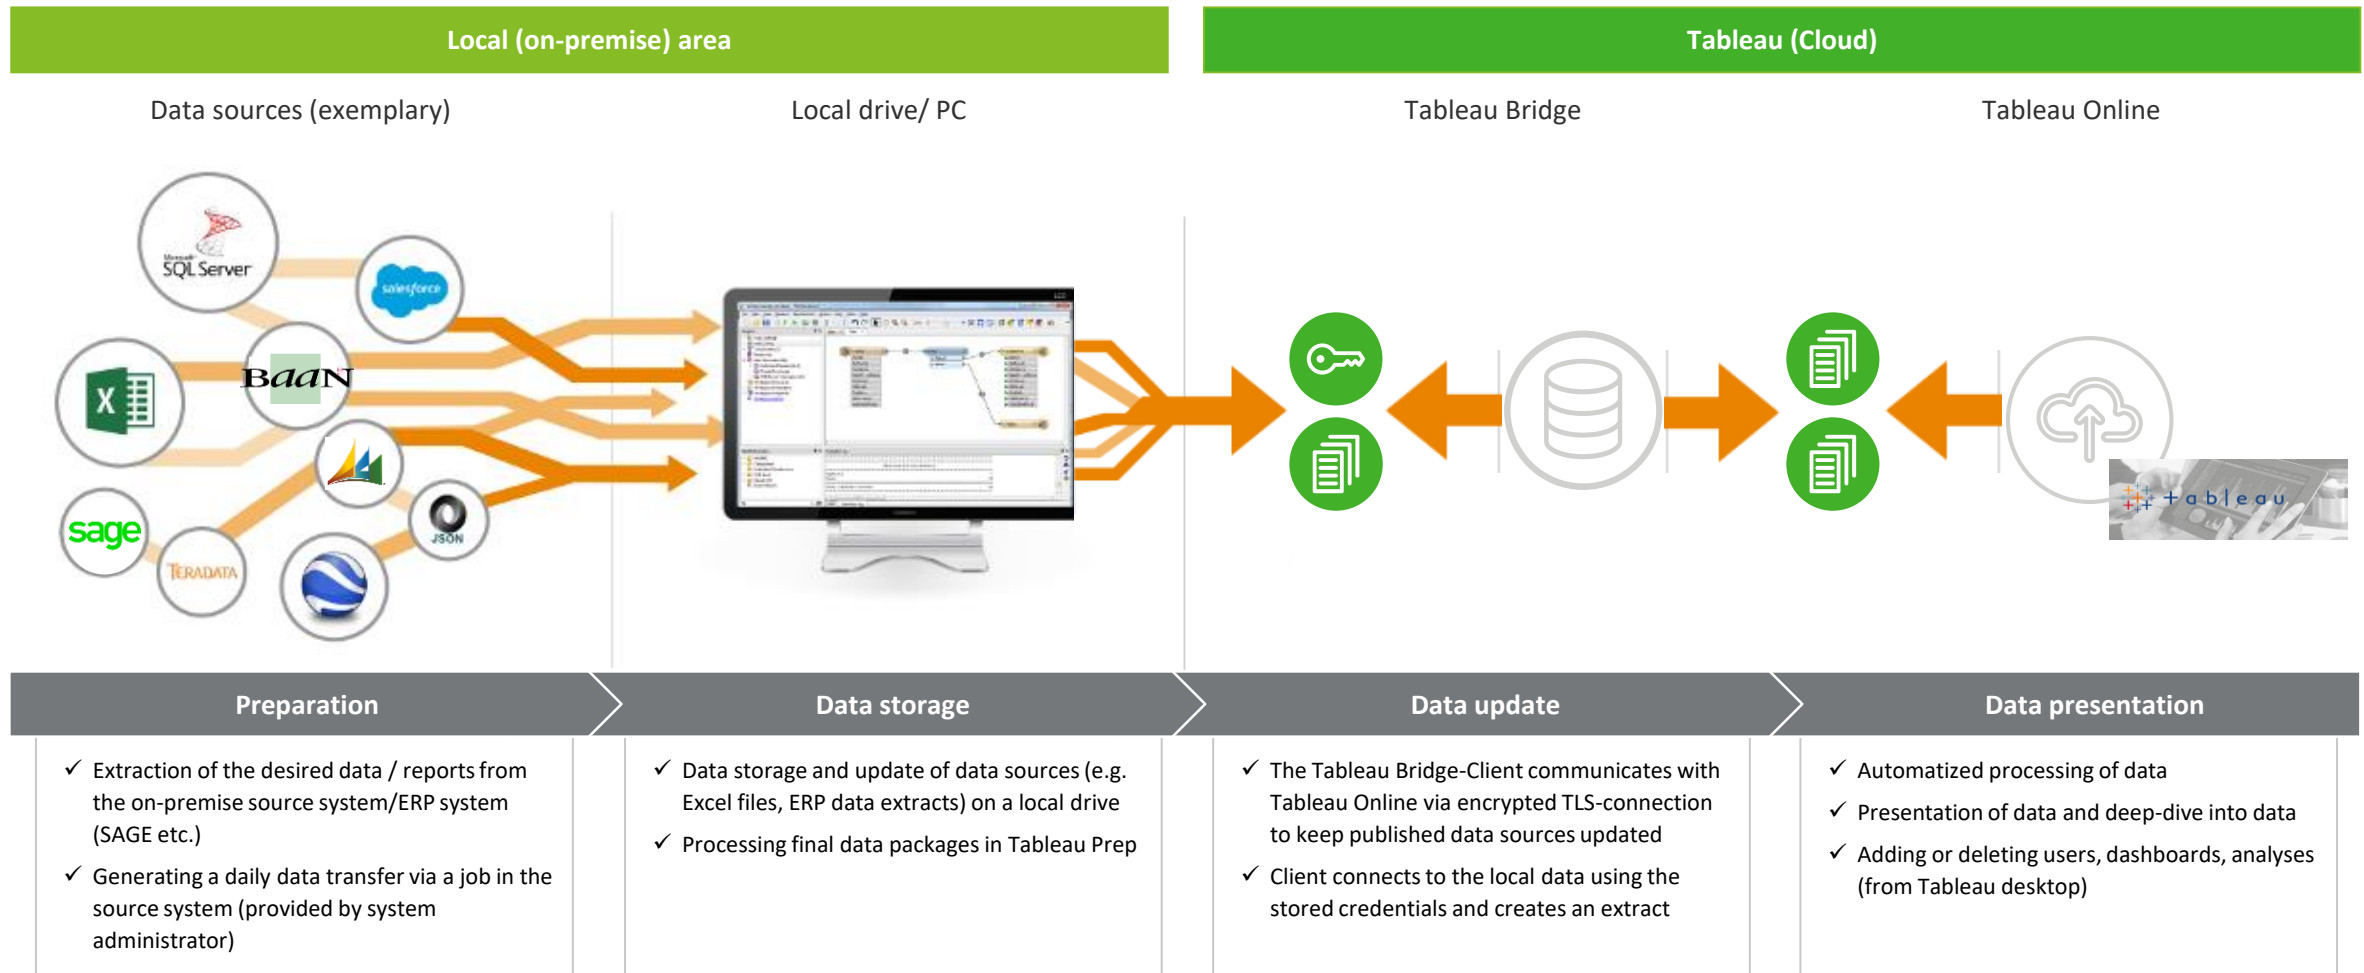 Local (on-premise) area
Tableau (Cloud)
Data sources (exemplary)
Local drive/ PC
Tableau Bridge
Tableau Online
Microsoft
SQL Server
salesforce
BaaN
X
sage
TERADATA
JSON
+ableau
Preparation
Data storage
Data update
Data presentation
✓ Extraction of the desired data / reports from
the on-premise source system/ERP system
(SAGE etc.)
✓ Generating a daily data transfer via a job in the
source system (provided by system
administrator)
✓ Data storage and update of data sources (e.g.
Excel files, ERP data extracts) on a local drive
✓ Processing final data packages in Tableau Prep
✓ The Tableau Bridge-Client communicates with
Tableau Online via encrypted TLS-connection
to keep published data sources updated
✓ Client connects to the local data using the
stored credentials and creates an extract
✓ Automatized processing of data
✓ Presentation of data and deep-dive into data
✓ Adding or deleting users, dashboards, analyses
(from Tableau desktop)